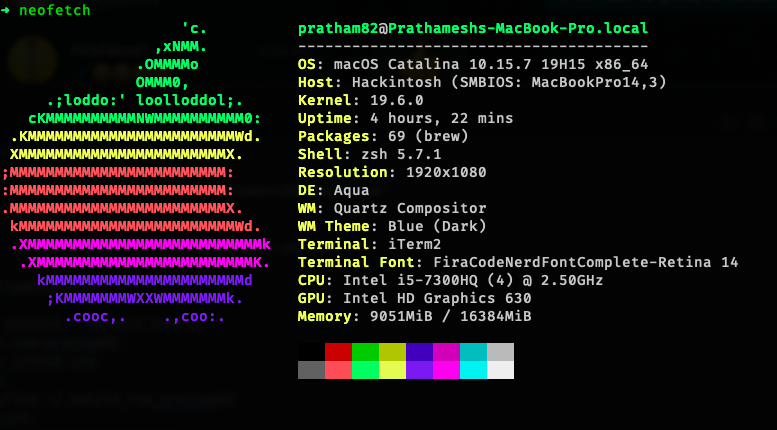 ➜ neofetch
                    'c.          pratham82@Prathameshs-MacBook-Pro.local
                 ,xNMM.          ---------------------------------------
               .OMMMMo           OS: macOS Catalina 10.15.7 19H15 x86_64
               OMMM0,            Host: Hackintosh (SMBIOS: MacBookPro14,3)
     .;loddo:' loolloddol;.      Kernel: 19.6.0
   cKMMMMMMMMMMNWMMMMMMMMMM0:    Uptime: 4 hours, 22 mins
 .KMMMMMMMMMMMMMMMMMMMMMMMWd.    Packages: 69 (brew)
 XMMMMMMMMMMMMMMMMMMMMMMMX.      Shell: zsh 5.7.1
;MMMMMMMMMMMMMMMMMMMMMMMM:       Resolution: 1920x1080
:MMMMMMMMMMMMMMMMMMMMMMMM:       DE: Aqua
.MMMMMMMMMMMMMMMMMMMMMMMMX.      WM: Quartz Compositor
 kMMMMMMMMMMMMMMMMMMMMMMMMWd.    WM Theme: Blue (Dark)
 .XMMMMMMMMMMMMMMMMMMMMMMMMMMk   Terminal: iTerm2
  .XMMMMMMMMMMMMMMMMMMMMMMMMK.   Terminal Font: FiraCodeNerdFontComplete-Retina 14
    kMMMMMMMMMMMMMMMMMMMMMMd     CPU: Intel i5-7300HQ (4) @ 2.50GHz
     ;KMMMMMMMWXXWMMMMMMMk.      GPU: Intel HD Graphics 630
       .cooc,.    .,coo:.        Memory: 9051MiB / 16384MiB